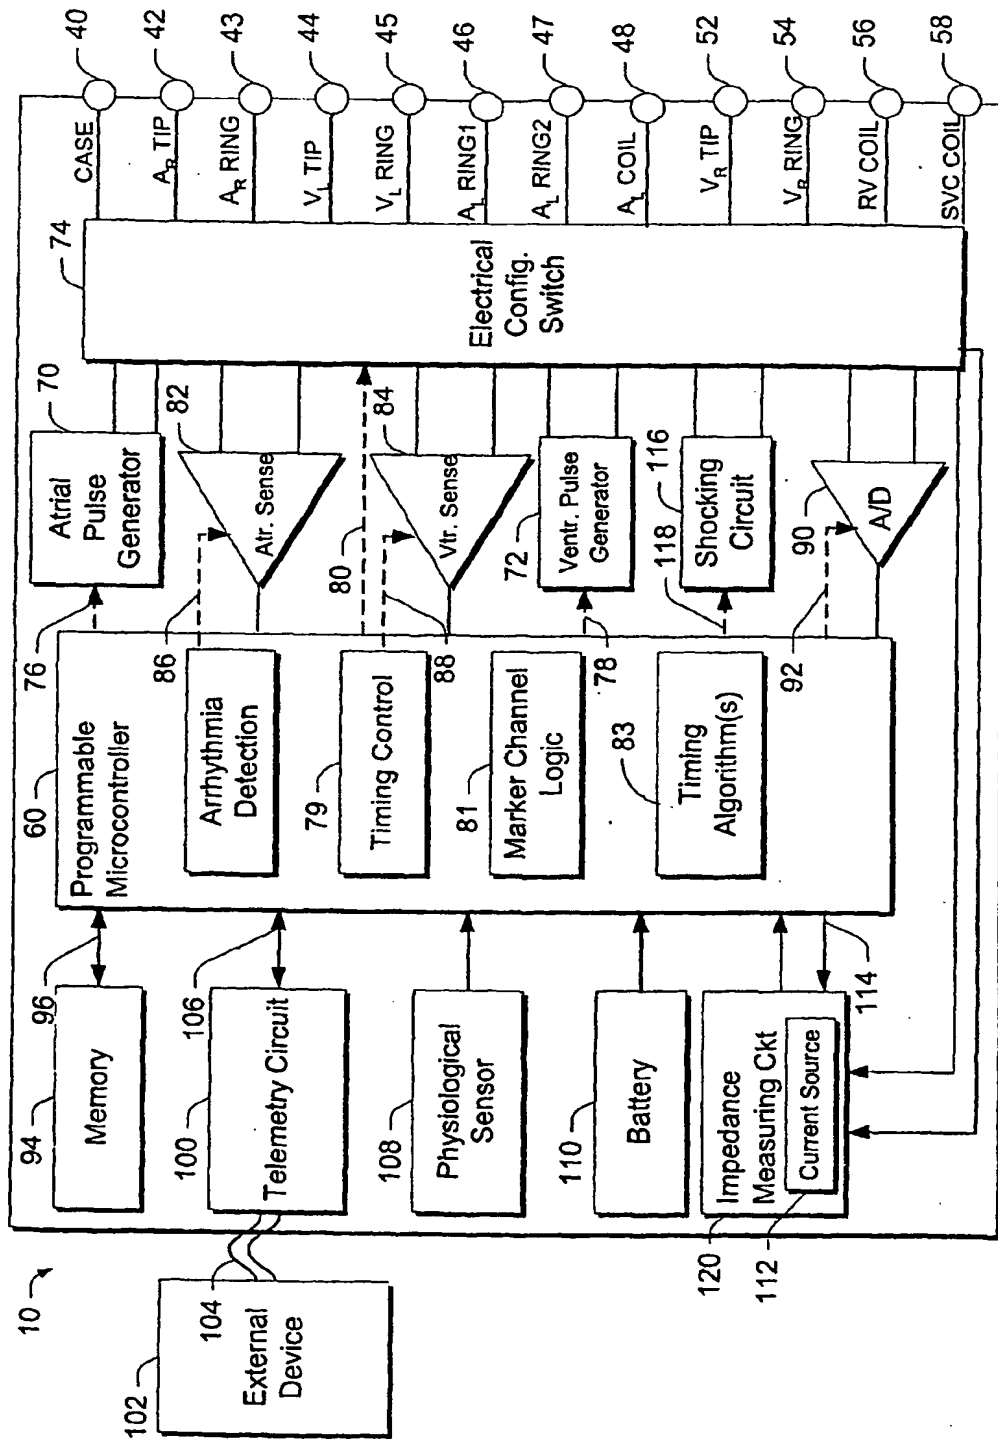 10
102
External
Device
104
94
Memory
96
100
Telemetry Circuit
106
108
Physiological
Sensor
110
Battery
120
Impedance
Measuring Ckt
112
Current Source
114
60
Programmable
Microcontroller
Arrhythmia
Detection
79
Timing Control
81
Marker Channel
Logic
83
Timing
Algorithm(s)
76
70
Atrial
Pulse
Generator
86
82
Atr. Sense
80
88
84
Vtr. Sense
72
78
Ventr. Pulse
Generator
118
116
Shocking
Circuit
92
90
A/D
74
Electrical
Config.
Switch
CASE
40
A_R TIP
42
A_R RING
43
V_L TIP
44
V_L RING
45
A_L RING1
46
A_L RING2
47
A_L COIL
48
V_R TIP
52
V_R RING
54
RV COIL
56
SVC COIL
58